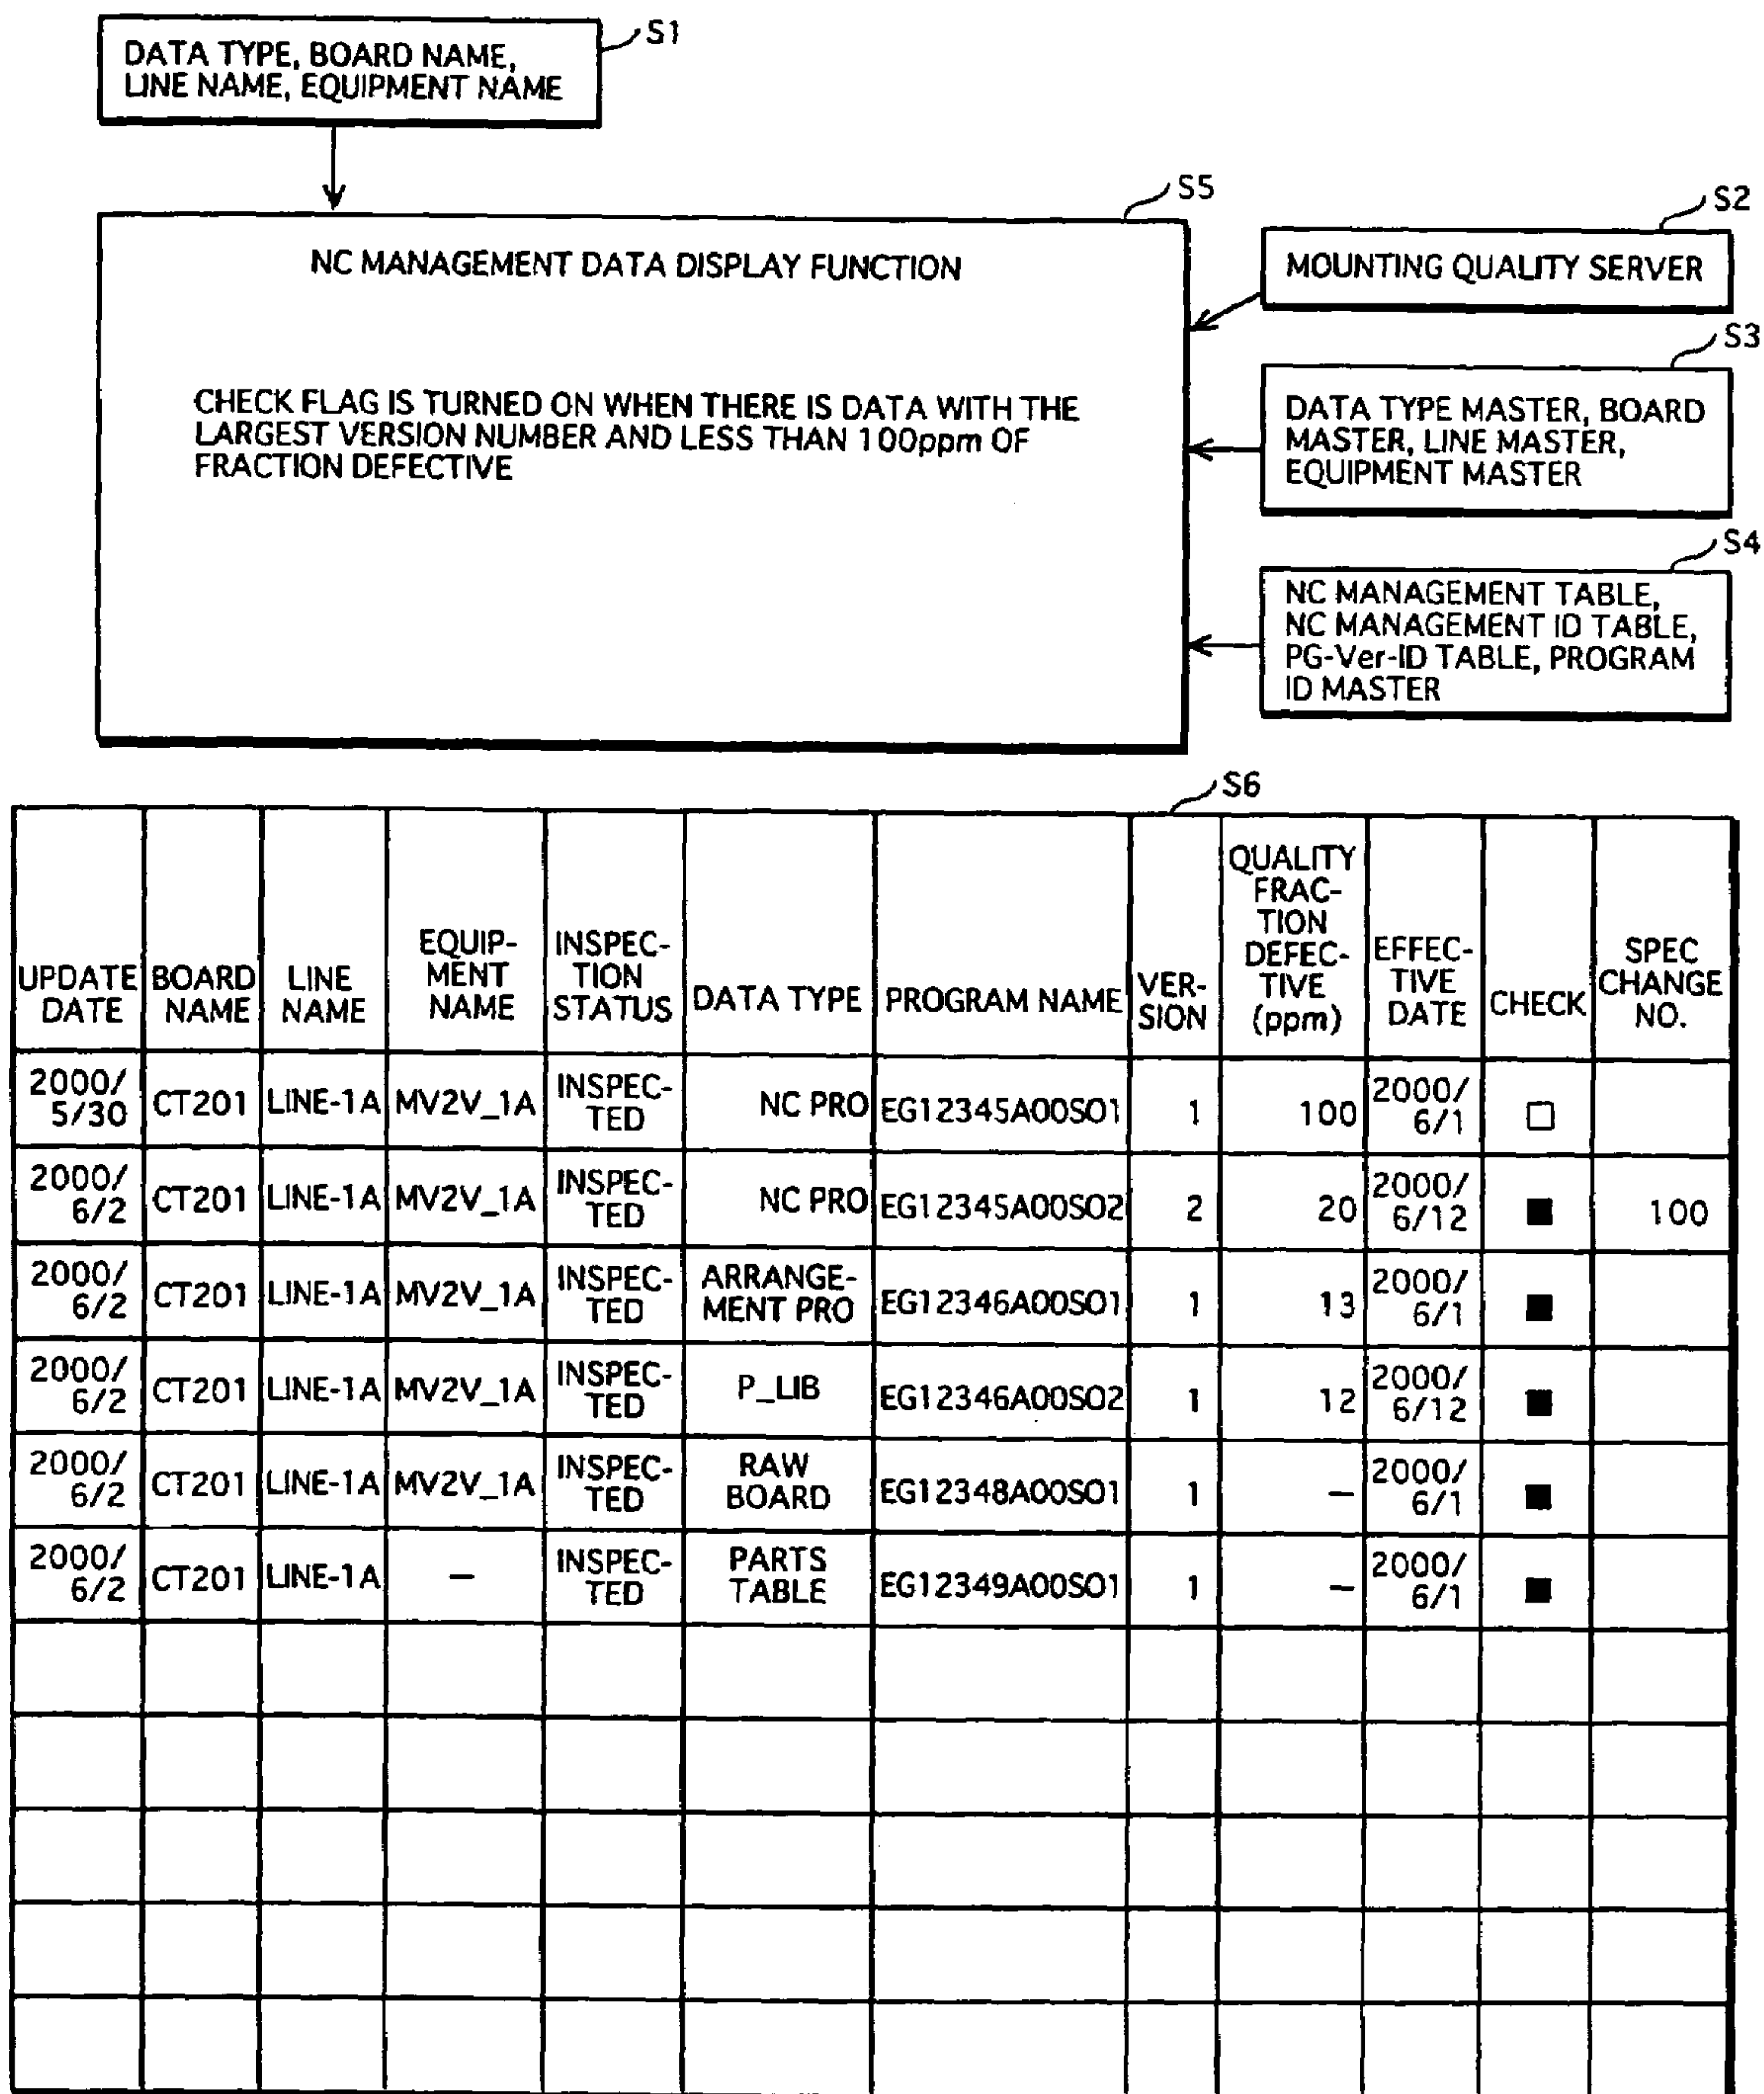 S1
DATA TYPE, BOARD NAME,
LINE NAME, EQUIPMENT NAME
S5
NC MANAGEMENT DATA DISPLAY FUNCTION
CHECK FLAG IS TURNED ON WHEN THERE IS DATA WITH THE
LARGEST VERSION NUMBER AND LESS THAN 100ppm OF
FRACTION DEFECTIVE
S2
MOUNTING QUALITY SERVER
S3
DATA TYPE MASTER, BOARD
MASTER, LINE MASTER,
EQUIPMENT MASTER
S4
NC MANAGEMENT TABLE,
NC MANAGEMENT ID TABLE,
PG-Ver-ID TABLE, PROGRAM
ID MASTER
S6
UPDATE
DATE
BOARD
NAME
LINE
NAME
EQUIP-
MENT
NAME
INSPEC-
TION
STATUS
DATA TYPE
PROGRAM NAME
VER-
SION
QUALITY
FRAC-
TION
DEFEC-
TIVE
(ppm)
EFFEC-
TIVE
DATE
CHECK
SPEC
CHANGE
NO.
2000/
5/30
CT201
LINE-1A
MV2V_1A
INSPEC-
TED
NC PRO
EG12345A00SO1
1
100
2000/
6/1
□
2000/
6/2
CT201
LINE-1A
MV2V_1A
INSPEC-
TED
NC PRO
EG12345A00SO2
2
20
2000/
6/12
■
100
2000/
6/2
CT201
LINE-1A
MV2V_1A
INSPEC-
TED
ARRANGE-
MENT PRO
EG12346A00SO1
1
13
2000/
6/1
■
2000/
6/2
CT201
LINE-1A
MV2V_1A
INSPEC-
TED
P_LIB
EG12346A00SO2
1
12
2000/
6/12
■
2000/
6/2
CT201
LINE-1A
MV2V_1A
INSPEC-
TED
RAW
BOARD
EG12348A00SO1
1
–
2000/
6/1
■
2000/
6/2
CT201
LINE-1A
–
INSPEC-
TED
PARTS
TABLE
EG12349A00SO1
1
–
2000/
6/1
■